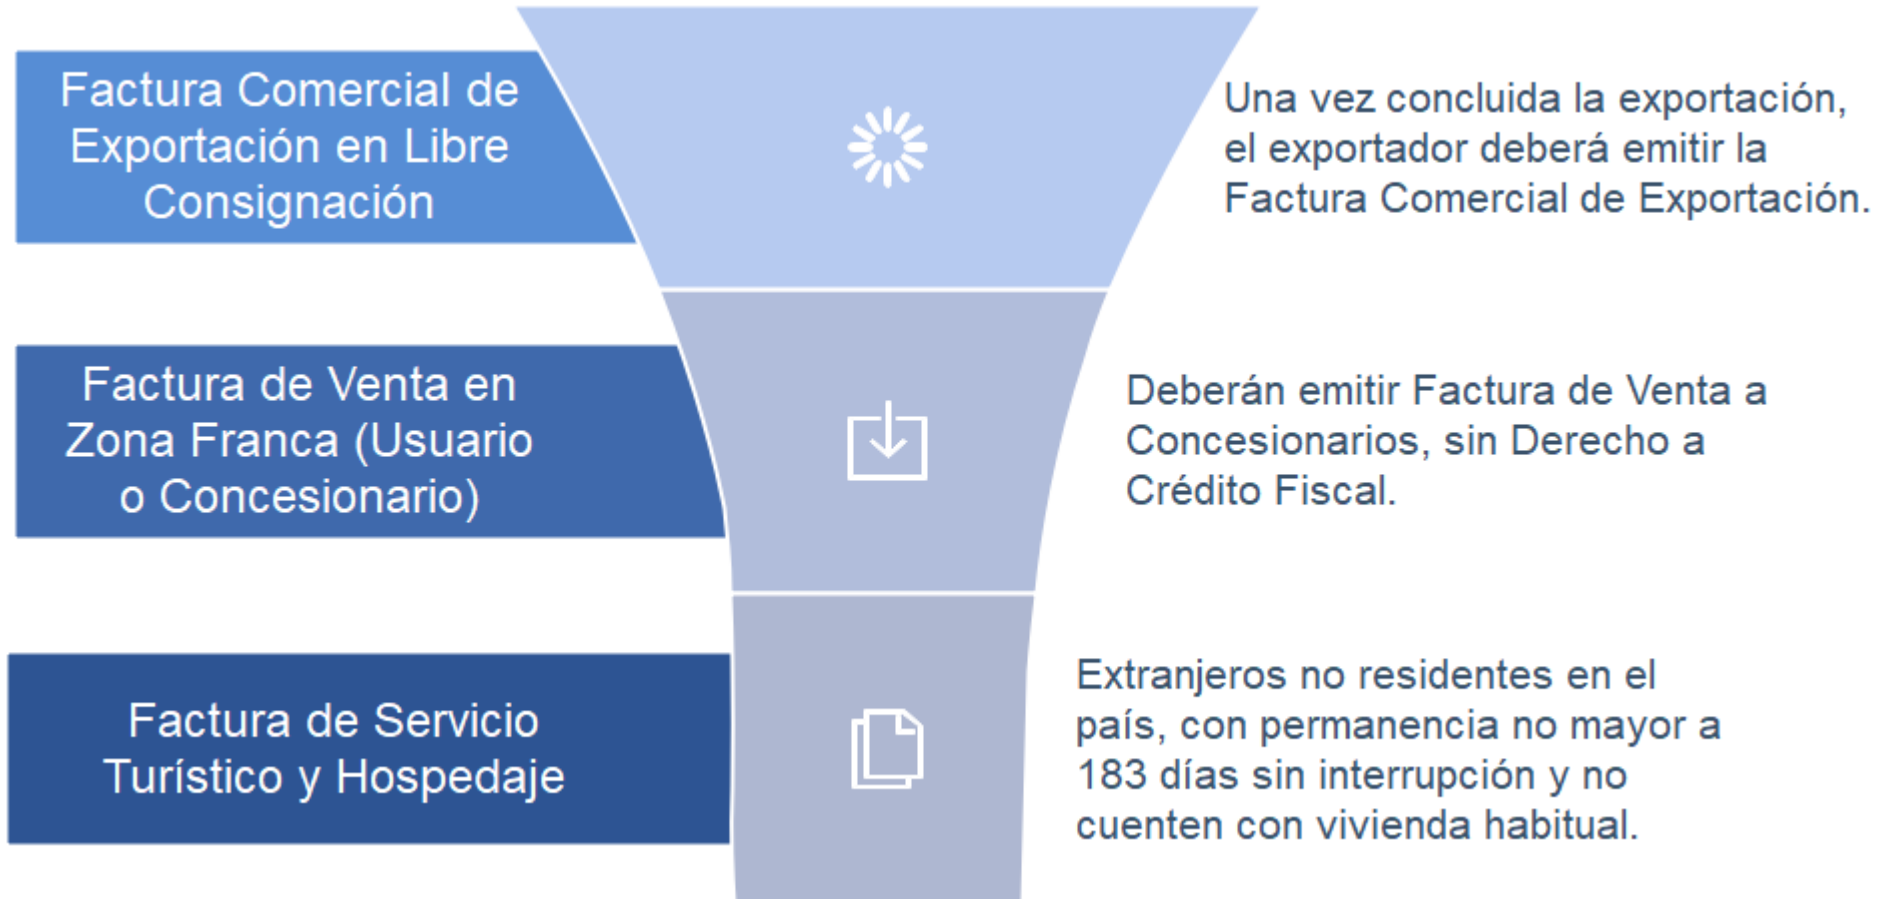 Factura Comercial de
Exportación en Libre
Consignación
Una vez concluida la exportación,
el exportador deberá emitir la
Factura Comercial de Exportación.
Factura de Venta en
Zona Franca (Usuario
o Concesionario)
Deberán emitir Factura de Venta a
Concesionarios, sin Derecho a
Crédito Fiscal.
Factura de Servicio
Turístico y Hospedaje
Extranjeros no residentes en el
país, con permanencia no mayor a
183 días sin interrupción y no
cuenten con vivienda habitual.